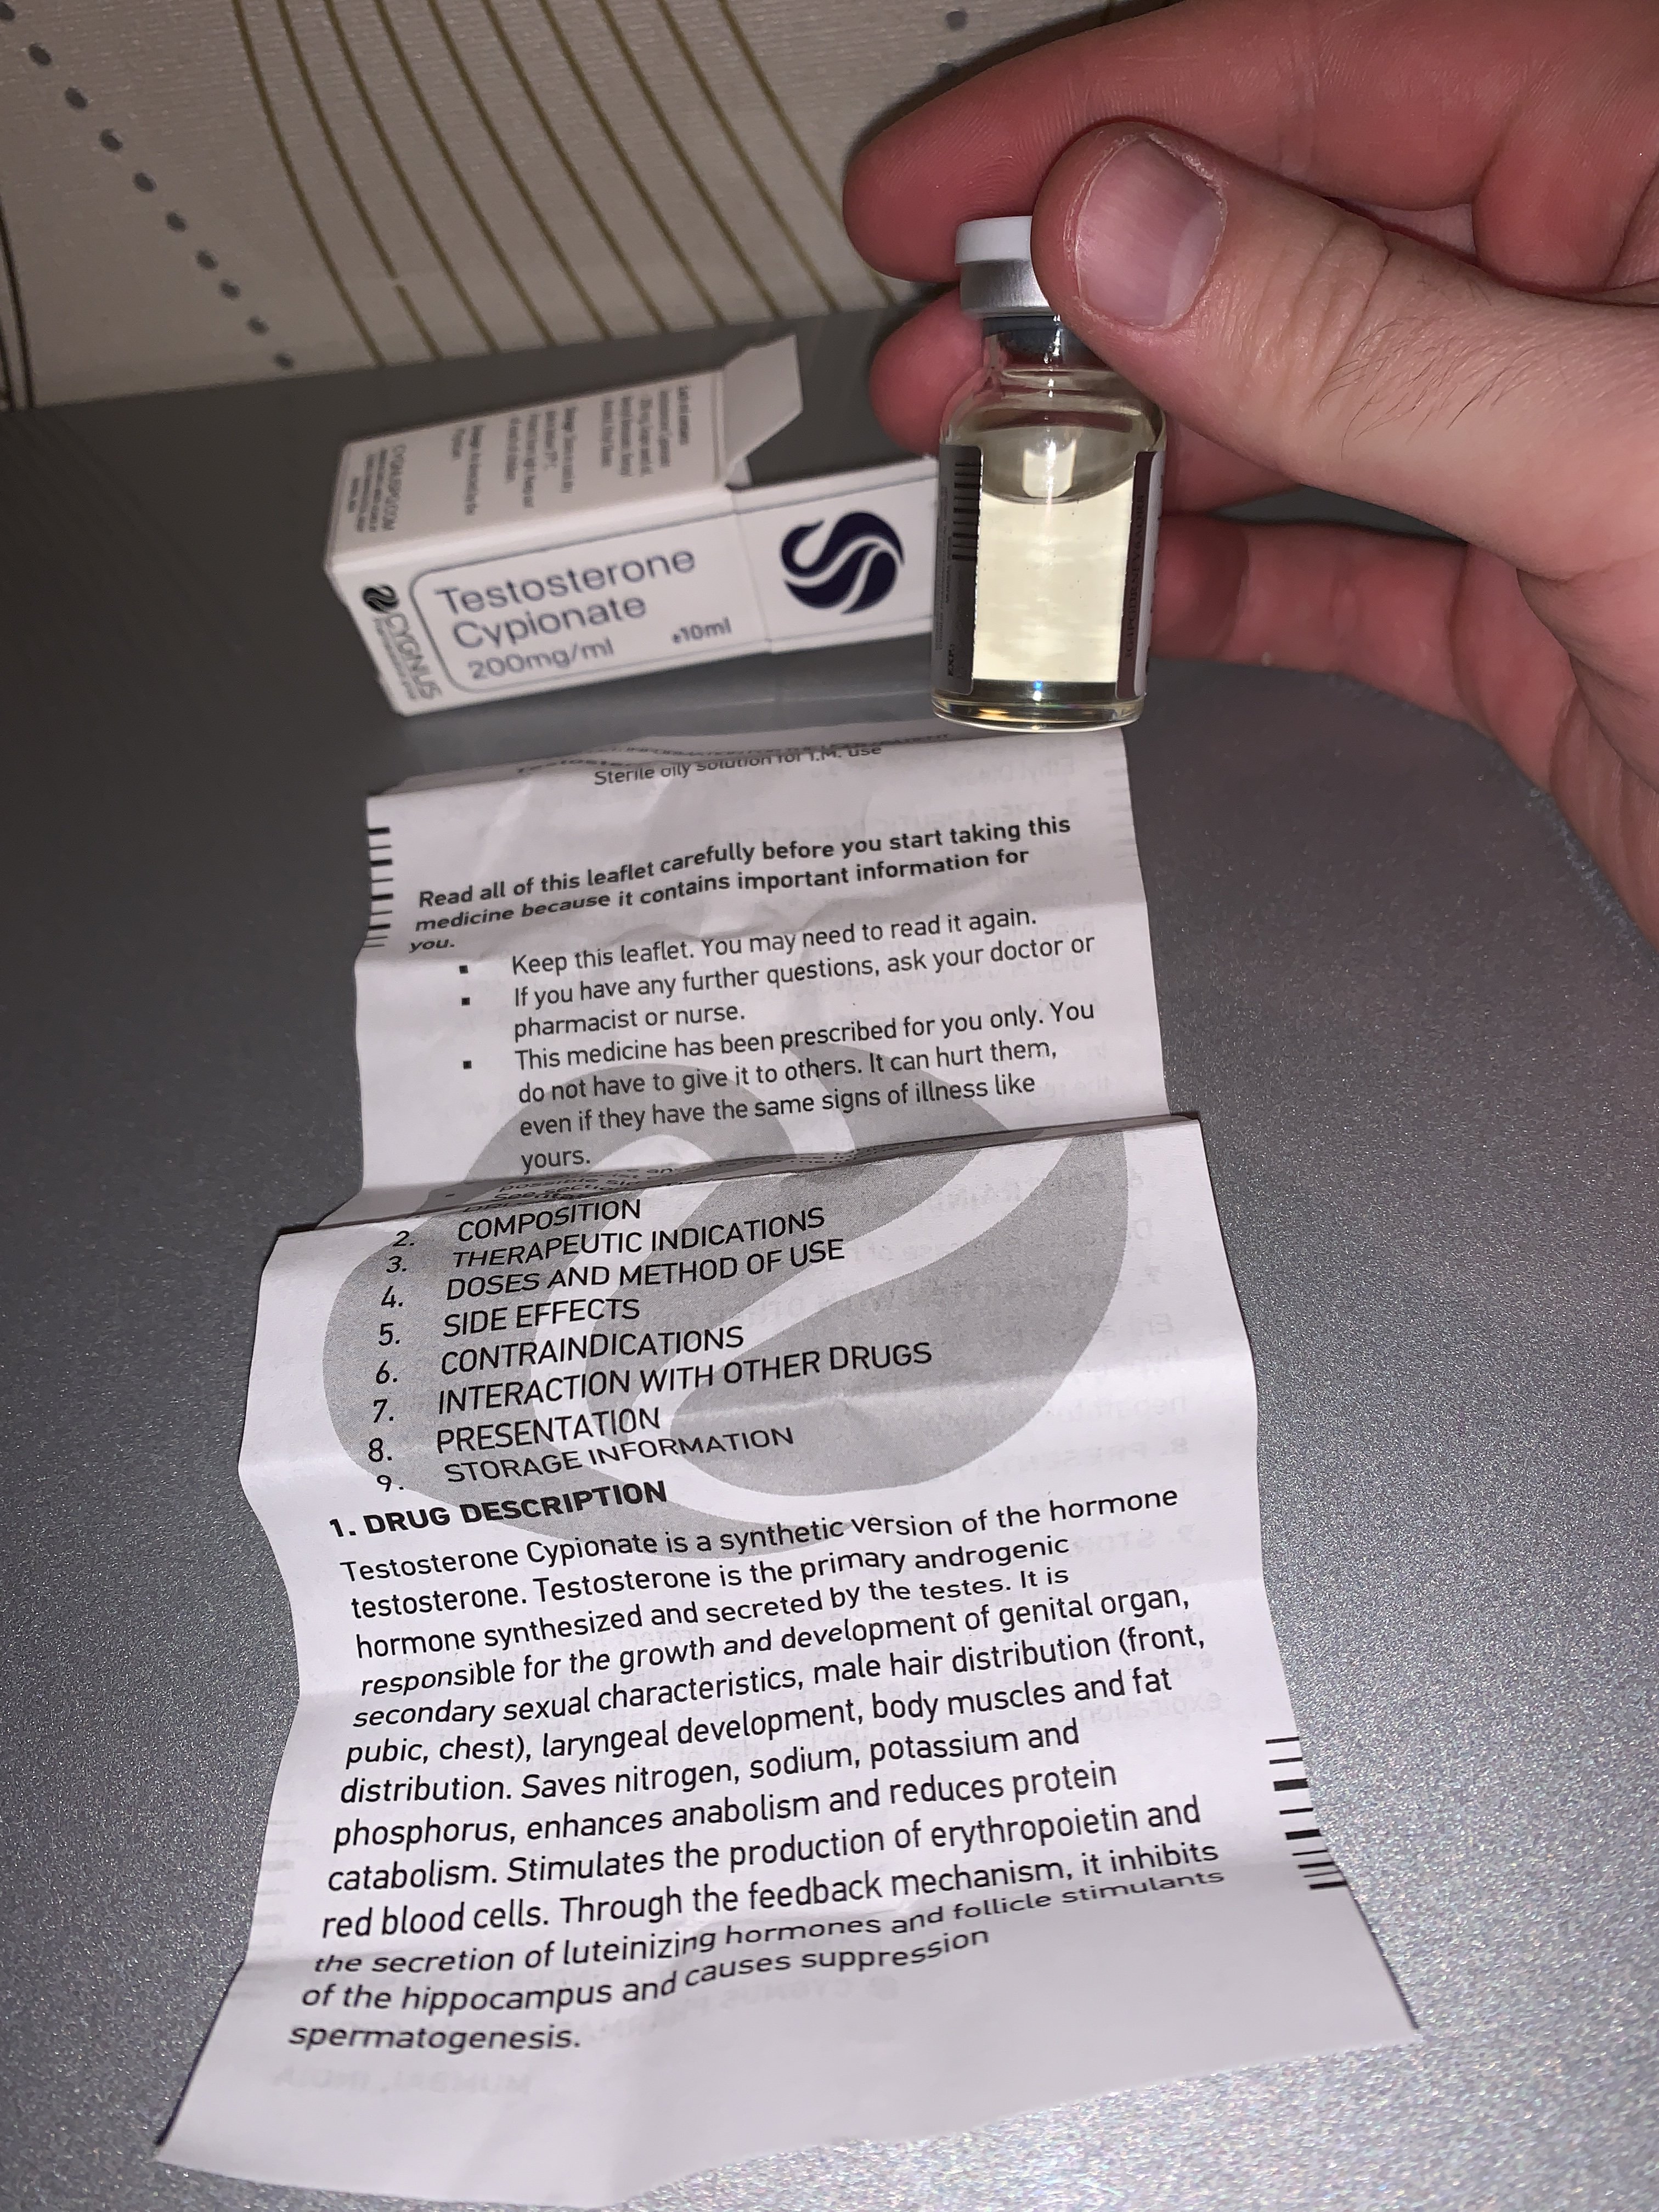 CYGNUS
Testosterone
Cypionate
200mg/ml 10ml
EXP.
Sterile oily solution for I.M. use
Read all of this leaflet carefully before you start taking this
medicine because it contains important information for
you.
▪ Keep this leaflet. You may need to read it again.
▪ If you have any further questions, ask your doctor or
pharmacist or nurse.
▪ This medicine has been prescribed for you only. You
do not have to give it to others. It can hurt them,
even if they have the same signs of illness like
yours.
2. COMPOSITION
3. THERAPEUTIC INDICATIONS
4. DOSES AND METHOD OF USE
5. SIDE EFFECTS
6. CONTRAINDICATIONS
7. INTERACTION WITH OTHER DRUGS
8. PRESENTATION
9. STORAGE INFORMATION
1. DRUG DESCRIPTION
Testosterone Cypionate is a synthetic version of the hormone
testosterone. Testosterone is the primary androgenic
hormone synthesized and secreted by the testes. It is
responsible for the growth and development of genital organ,
secondary sexual characteristics, male hair distribution (front,
pubic, chest), laryngeal development, body muscles and fat
distribution. Saves nitrogen, sodium, potassium and
phosphorus, enhances anabolism and reduces protein
catabolism. Stimulates the production of erythropoietin and
red blood cells. Through the feedback mechanism, it inhibits
the secretion of luteinizing hormones and follicle stimulants
of the hippocampus and causes suppression
spermatogenesis.